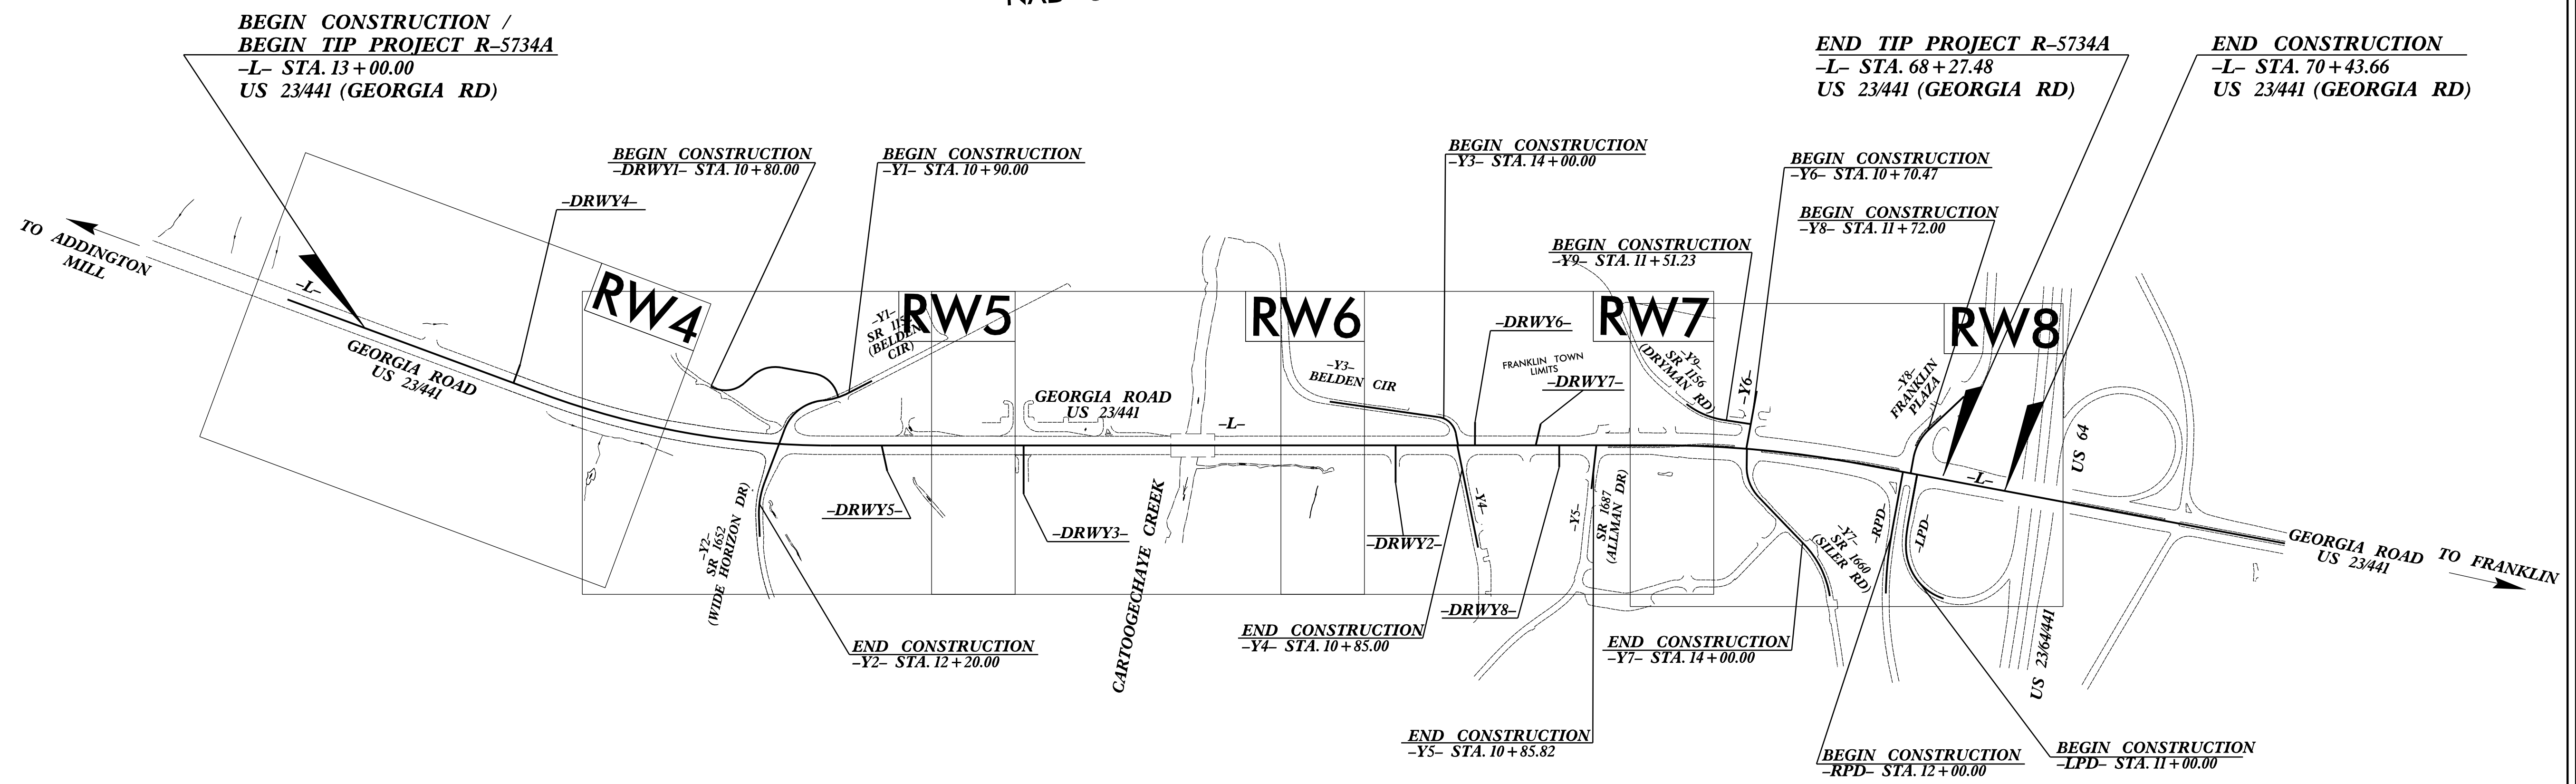 BEGIN CONSTRUCTION /
BEGIN TIP PROJECT R–5734A
–L– STA. 13+00.00
US 23/441 (GEORGIA RD)
END TIP PROJECT R–5734A
–L– STA. 68+27.48
US 23/441 (GEORGIA RD)
END CONSTRUCTION
–L– STA. 70+43.66
US 23/441 (GEORGIA RD)
BEGIN CONSTRUCTION
–DRWY1– STA. 10+80.00
BEGIN CONSTRUCTION
–Y1– STA. 10+90.00
BEGIN CONSTRUCTION
–Y3– STA. 14+00.00
BEGIN CONSTRUCTION
–Y6– STA. 10+70.47
BEGIN CONSTRUCTION
–Y8– STA. 11+72.00
BEGIN CONSTRUCTION
–Y9– STA. 11+51.23
–DRWY4–
TO ADDINGTON
MILL
–L–
GEORGIA ROAD
US 23/441
RW4
–Y1–
SR
(BELDEN
CIR)
RW5
RW6
RW7
RW8
–DRWY6–
FRANKLIN TOWN
LIMITS
–DRWY7–
–Y3–
BELDEN CIR
–Y9–
SR 1156
(DRYMAN RD)
–Y6–
–Y8–
FRANKLIN
PLAZA
GEORGIA ROAD
US 23/441
–L–
US 64
–L–
–DRWY5–
–DRWY3–
–DRWY2–
–Y4–
–Y5–
SR 1687
(ALLMAN DR)
–Y7–
SR 1660
(SILER RD)
–RPD–
–LPD–
–Y2–
SR 1652
(WIDE HORIZON DR)
CARTOOGECHAYE CREEK
GEORGIA ROAD
US 23/441
TO FRANKLIN
–DRWY8–
END CONSTRUCTION
–Y2– STA. 12+20.00
END CONSTRUCTION
–Y4– STA. 10+85.00
END CONSTRUCTION
–Y7– STA. 14+00.00
US 23/64/441
END CONSTRUCTION
–Y5– STA. 10+85.82
BEGIN CONSTRUCTION
–RPD– STA. 12+00.00
BEGIN CONSTRUCTION
–LPD– STA. 11+00.00